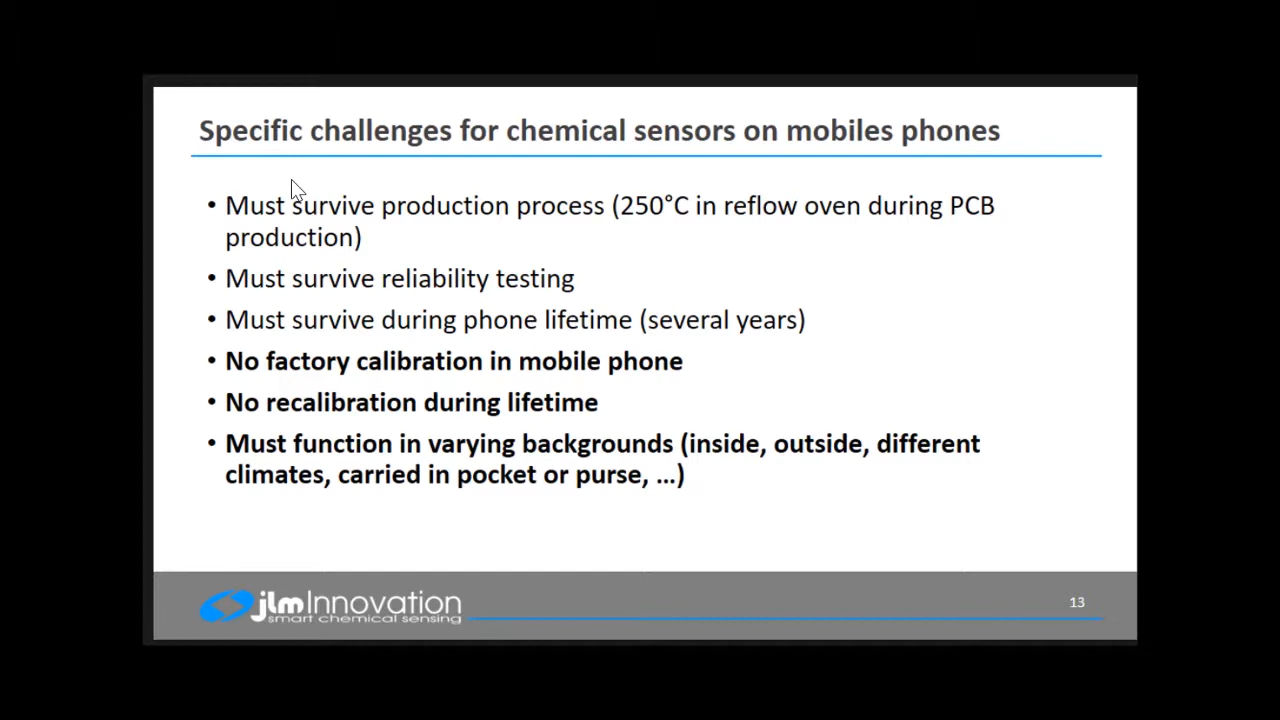 Specific challenges for chemical sensors on mobiles phones
• Must survive production process (250°C in reflow oven during PCB
production)
• Must survive reliability testing
• Must survive during phone lifetime (several years)
• No factory calibration in mobile phone
• No recalibration during lifetime
• Must function in varying backgrounds (inside, outside, different
climates, carried in pocket or purse, ...)
jlmInnovation
smart chemical sensing
13